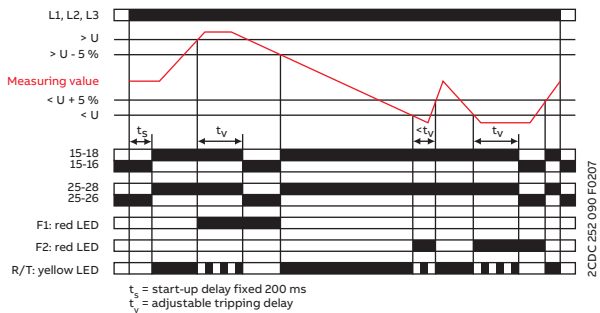 L1, L2, L3
> U
> U - 5 %
Measuring value
< U + 5 %
< U
ts
tv
<tv
tv
15-18
15-16
25-28
25-26
F1: red LED
F2: red LED
R/T: yellow LED
ts = start-up delay fixed 200 ms
tv = adjustable tripping delay
2CDC 252 090 F0207